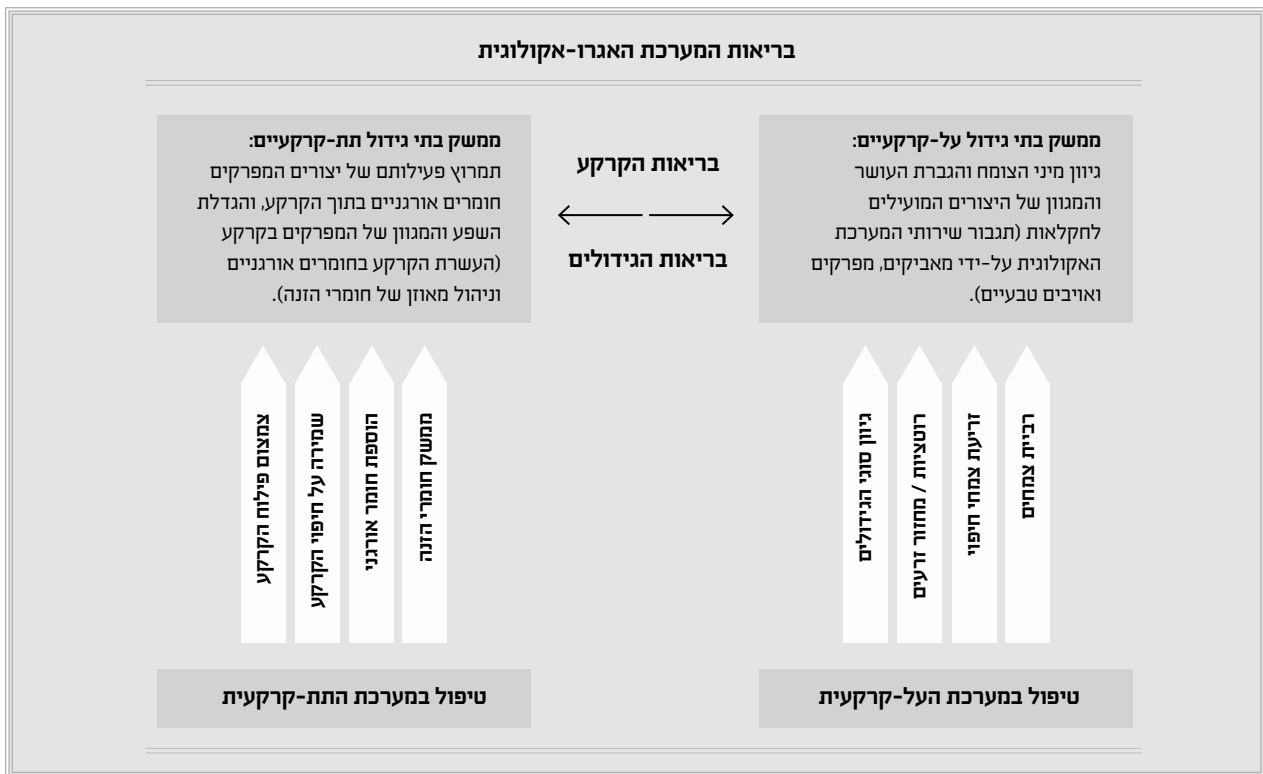 בריאות המערכת האגרו-אקולוגית
ממשק בתי גידול על-קרקעיים:
גיוון מיני הצומח והגברת העושר
והמגוון של היצורים המועילים
לחקלאות (תגבור שירותי המערכת
האקולוגית על-ידי מאביקים, מפרקים
ואויבים טבעיים).
בריאות הקרקע
בריאות הגידולים
ממשק בתי גידול תת-קרקעיים:
תמרוץ פעילותם של יצורים המפרקים
חומרים אורגניים בתוך הקרקע, והגדלת
השפע והמגוון של המפרקים בקרקע
(העשרת הקרקע בחומרים אורגניים
וניהול מאוזן של חומרי הזנה).
רביית צמחים
זריעת צמחי חיפוי
רוטציות / מחזור זרעים
גיוון סוגי הגידולים
ממשק חומרי הזנה
הוספת חומר אורגני
שמירה על חיפוי הקרקע
צמצום פילוח הקרקע
טיפול במערכת העל-קרקעית
טיפול במערכת התת-קרקעית